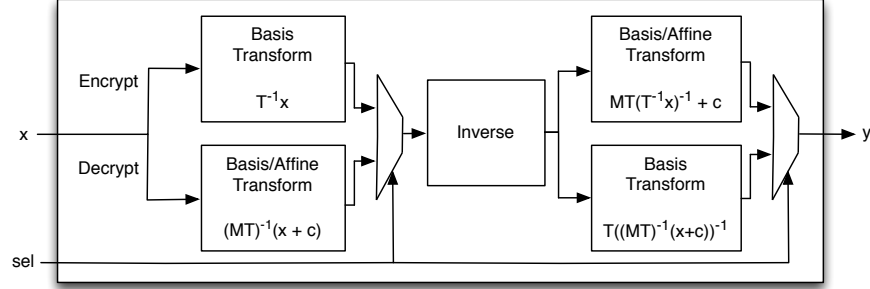 Basis
Transform
T⁻¹x
Basis/Affine
Transform
MT(T⁻¹x)⁻¹ + c
Encrypt
x
Inverse
y
Decrypt
Basis/Affine
Transform
(MT)⁻¹(x + c)
Basis
Transform
T((MT)⁻¹(x+c))⁻¹
sel